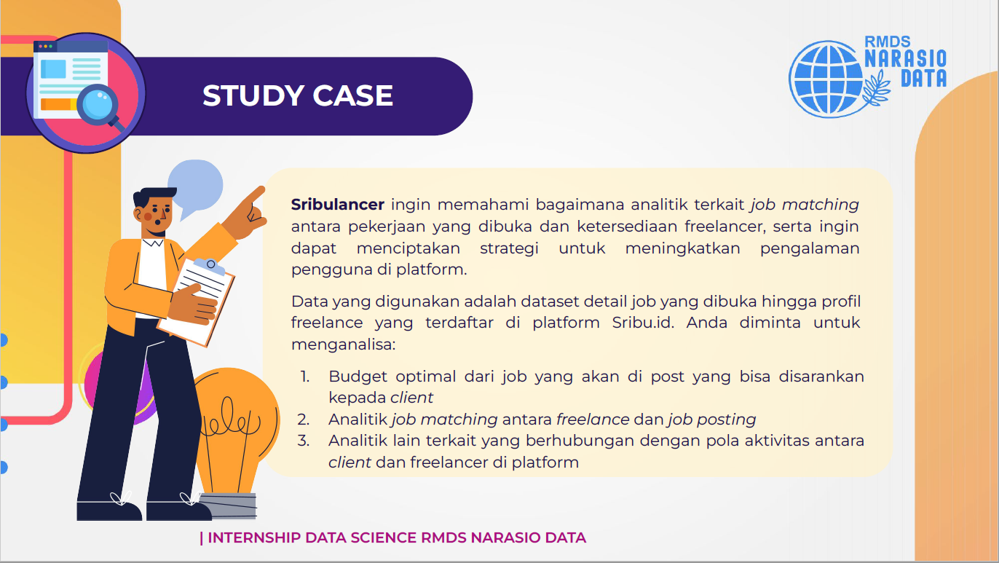 STUDY CASE
RMDS
NARASIO
DATA
Sribulancer ingin memahami bagaimana analitik terkait job matching
antara pekerjaan yang dibuka dan ketersediaan freelancer, serta ingin
dapat menciptakan strategi untuk meningkatkan pengalaman
pengguna di platform.
Data yang digunakan adalah dataset detail job yang dibuka hingga profil
freelance yang terdaftar di platform Sribu.id. Anda diminta untuk
menganalisa:
1. Budget optimal dari job yang akan di post yang bisa disarankan
kepada client
2. Analitik job matching antara freelance dan job posting
3. Analitik lain terkait yang berhubungan dengan pola aktivitas antara
client dan freelancer di platform
| INTERNSHIP DATA SCIENCE RMDS NARASIO DATA